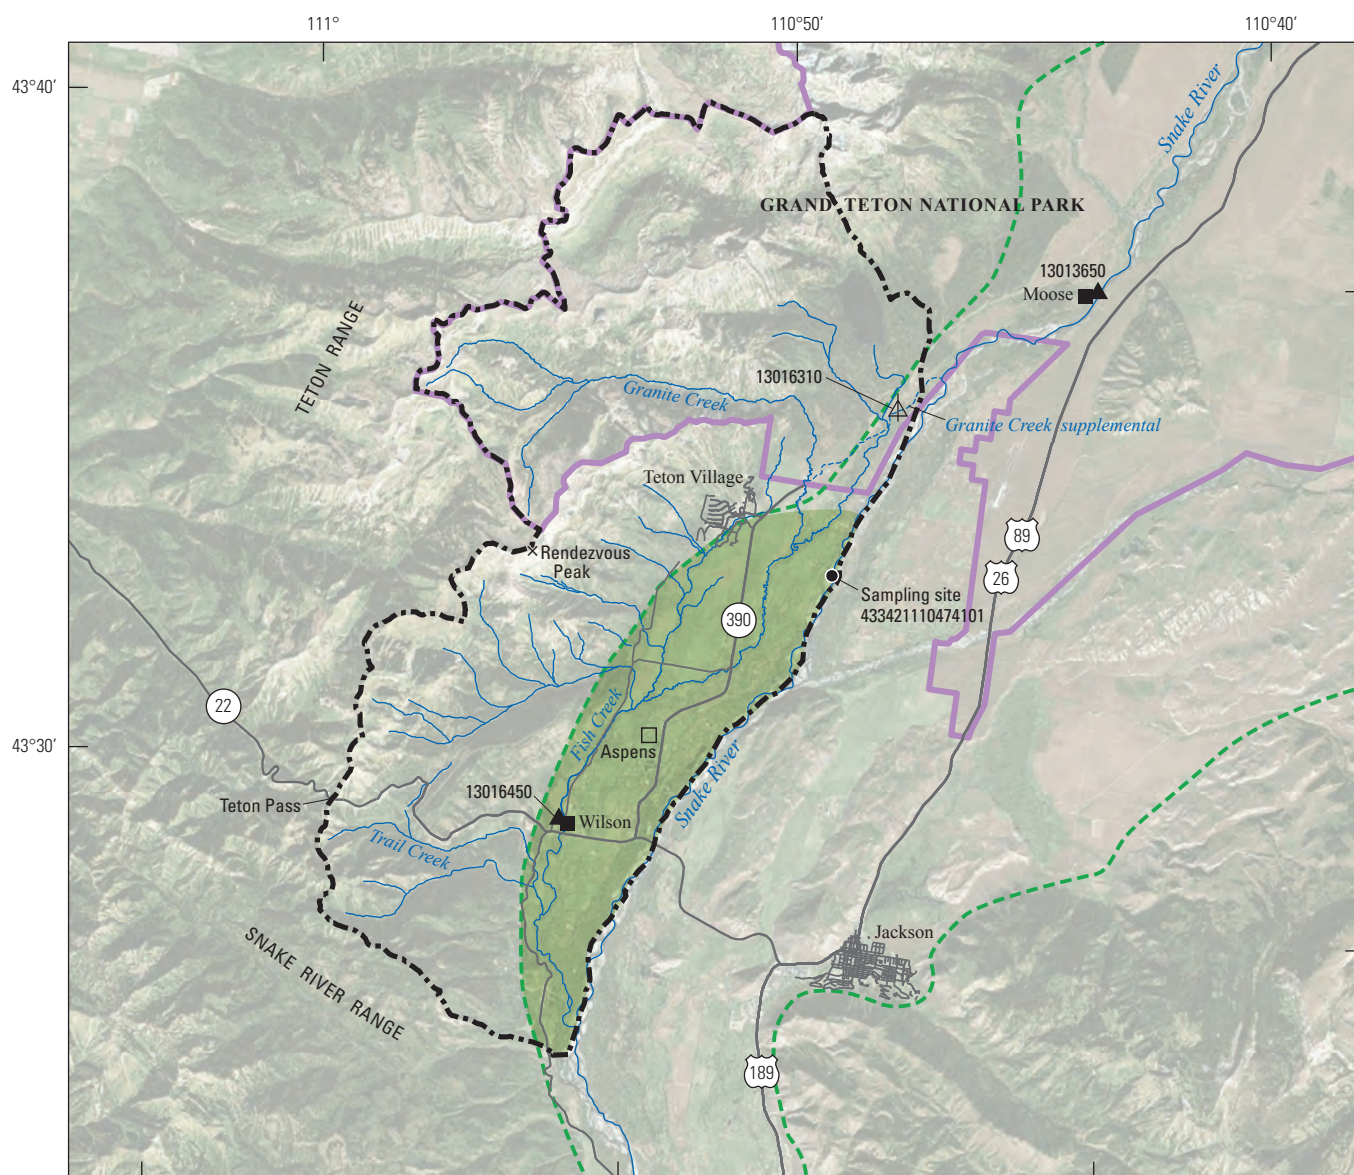 111°
110°50′
110°40′
43°40′
Snake River
GRAND TETON NATIONAL PARK
13013650
Moose
TETON RANGE
13016310
Granite Creek
Granite Creek supplemental
Teton Village
89
Rendezvous
Peak
26
Sampling site
433421110474101
390
22
Fish Creek
43°30′
Aspens
Snake River
13016450
Teton Pass
Wilson
Trail Creek
Jackson
SNAKE RIVER RANGE
189